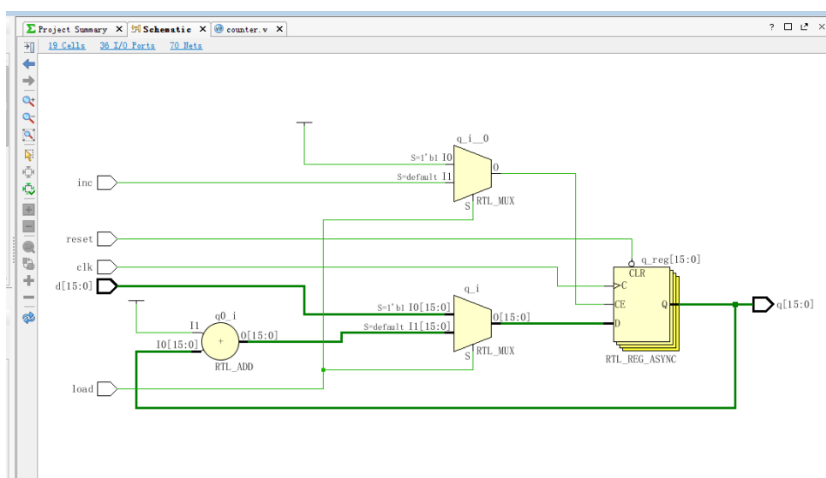 Project Summary × Schematic × counter.v ×
19 Cells 36 I/O Ports 70 Nets
q_i__0
S=1'b1 I0
O
S=default I1
inc
RTL_MUX
S
reset
q_reg[15:0]
CLR
clk
C
d[15:0]
q_i
S=1'b1 I0[15:0]
CE
Q
q[15:0]
q0_i
O[15:0]
D
I1
S=default I1[15:0]
O[15:0]
I0[15:0]
+
RTL_MUX
S
RTL_ADD
RTL_REG_ASYNC
load